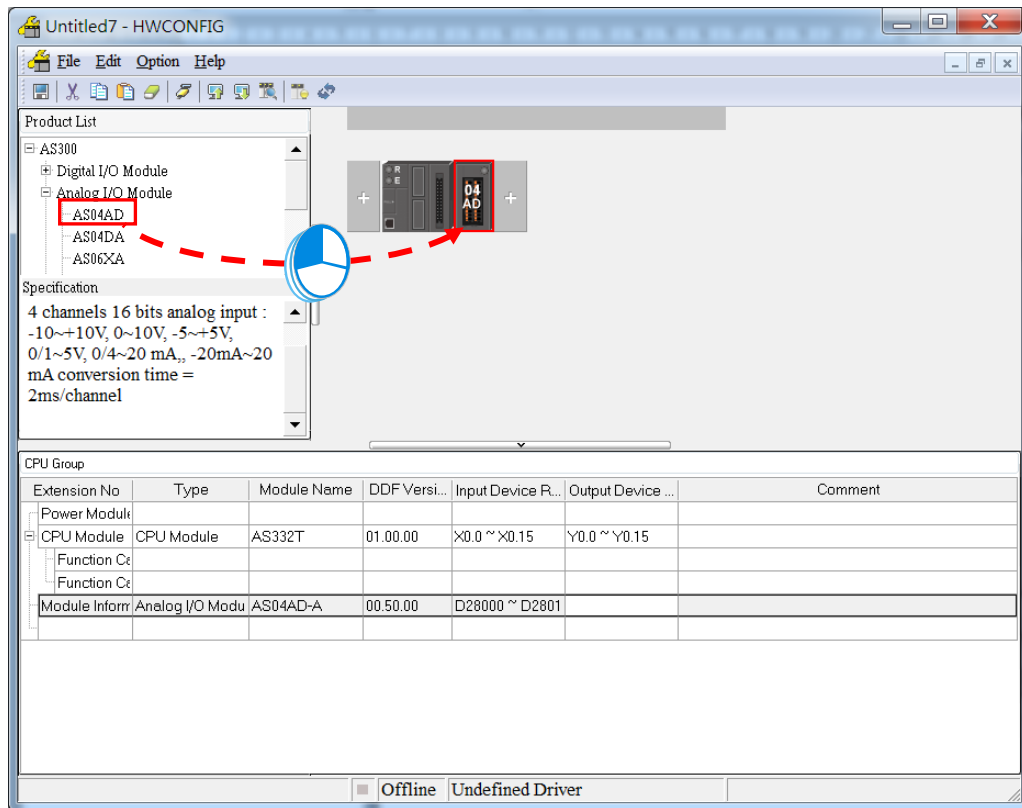 Untitled7 - HWCONFIG
File Edit Option Help
Product List
AS300
Digital I/O Module
Analog I/O Module
AS04AD
AS04DA
AS06XA
R
E
04
AD
Specification
4 channels 16 bits analog input :
-10~+10V, 0~10V, -5~+5V,
0/1~5V, 0/4~20 mA,, -20mA~20
mA conversion time =
2ms/channel
CPU Group
Extension No Type Module Name DDF Versi... Input Device R... Output Device ... Comment
Power Module
CPU Module CPU Module AS332T 01.00.00 X0.0 ~ X0.15 Y0.0 ~ Y0.15
Function Ca
Function Ca
Module Inform Analog I/O Modu AS04AD-A 00.50.00 D28000 ~ D2801
Offline Undefined Driver